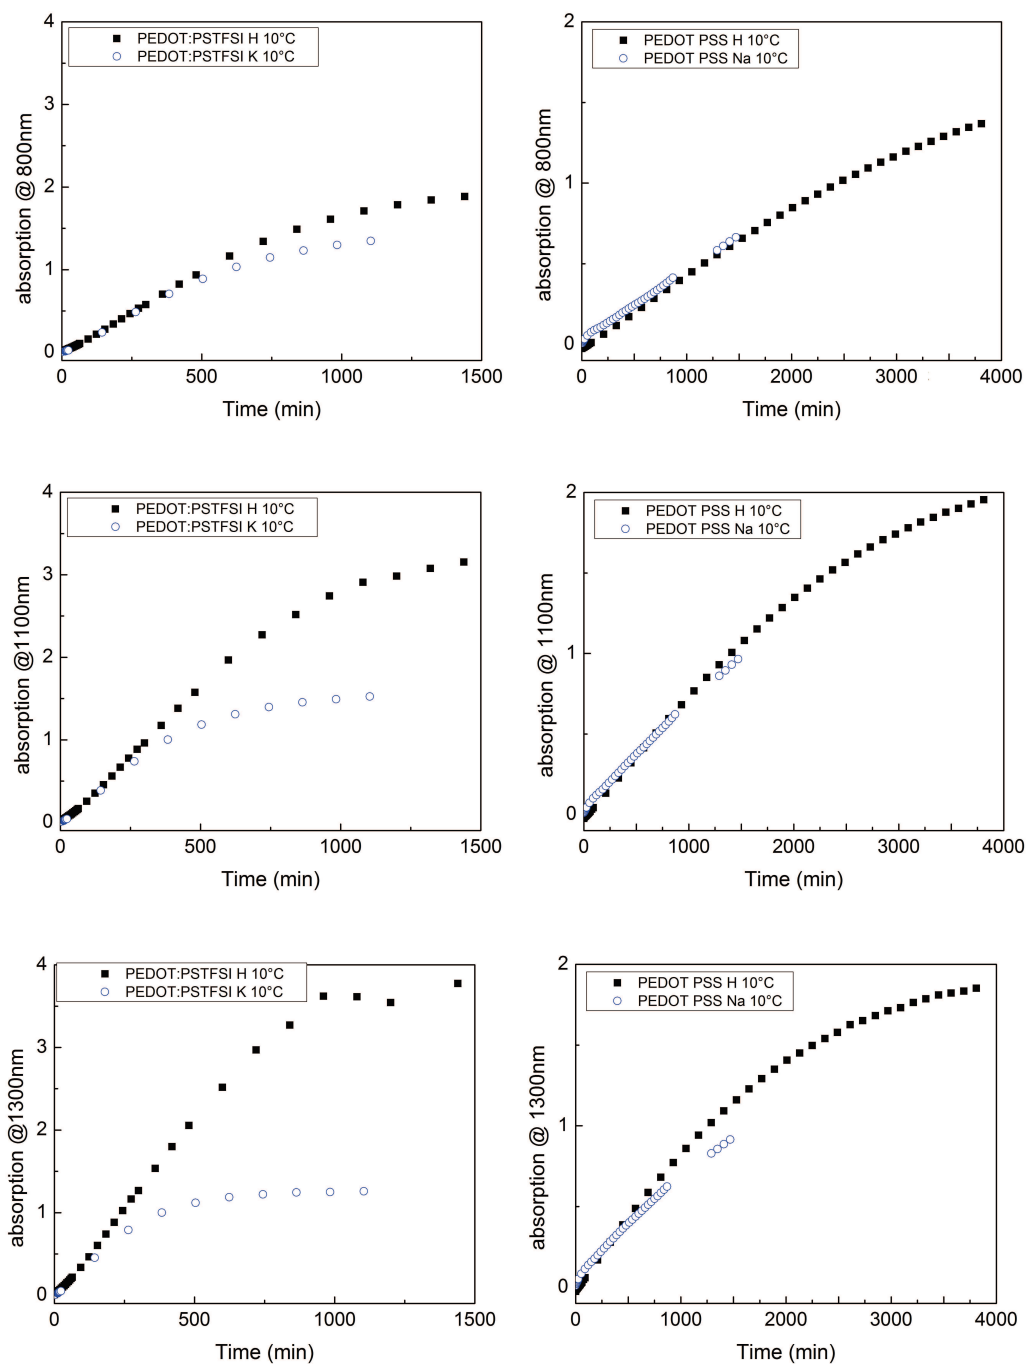 4
3
2
1
0
absorption @ 800nm
PEDOT:PSTFSI H 10°C
PEDOT:PSTFSI K 10°C
0 500 1000 1500
Time (min)
2
1
0
absorption @ 800nm
PEDOT PSS H 10°C
PEDOT PSS Na 10°C
0 1000 2000 3000 4000
Time (min)
4
3
2
1
0
absorption @1100nm
PEDOT:PSTFSI H 10°C
PEDOT:PSTFSI K 10°C
0 500 1000 1500
Time (min)
2
1
0
absorption @ 1100nm
PEDOT PSS H 10°C
PEDOT PSS Na 10°C
0 1000 2000 3000 4000
Time (min)
4
3
2
1
0
absorption @1300nm
PEDOT:PSTFSI H 10°C
PEDOT:PSTFSI K 10°C
0 500 1000 1500
Time (min)
2
1
0
absorption @ 1300nm
PEDOT PSS H 10°C
PEDOT PSS Na 10°C
0 1000 2000 3000 4000
Time (min)